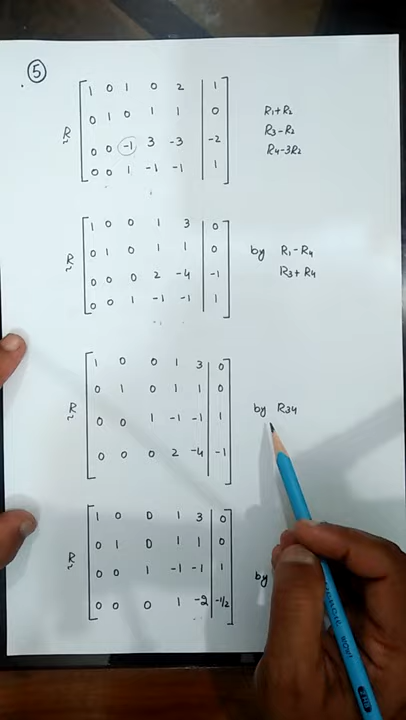 5
1 0 1 0 2 | 1
0 1 0 1 1 | 0 R1+R2
R 0 0 -1 3 -3 | -2 R3-R2
0 0 1 -1 -1 | 1 R4-3R2
1 0 0 1 3 | 0
R 0 1 0 1 1 | 0 by R1-R4
0 0 0 2 -4 | -1 R3+R4
0 0 1 -1 -1 | 1
1 0 0 1 3 | 0
0 1 0 1 1 | 0
R 0 0 1 -1 -1 | 1 by R34
0 0 0 2 -4 | -1
1 0 0 1 3 | 0
0 1 0 1 1 | 0
R 0 0 1 -1 -1 | 1 by
0 0 0 1 -2 | -1/2